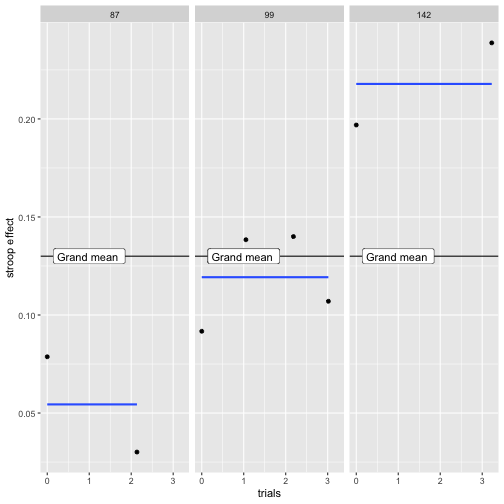 87 99 142
0.20
0.15
0.10
0.05
stroop effect
Grand mean Grand mean Grand mean
0 1 2 3 0 1 2 3 0 1 2 3
trials